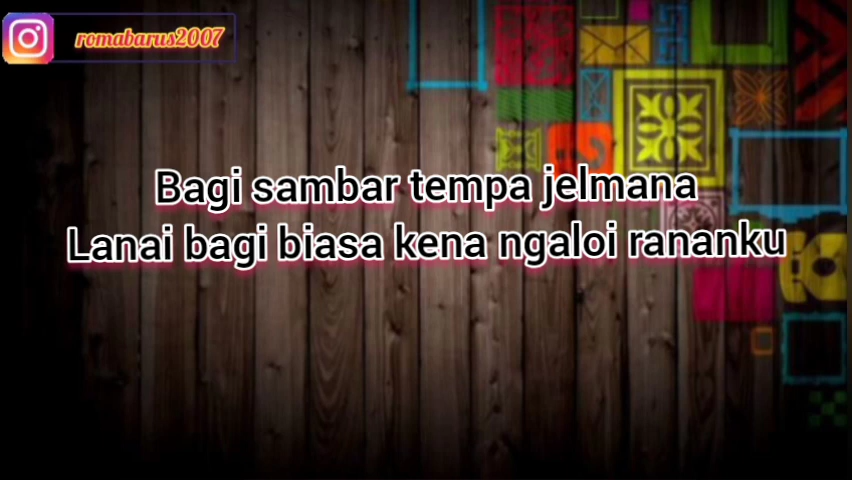 romabarus2007
Bagi sambar tempa jelmana
Lanai bagi biasa kena ngaloi rananku